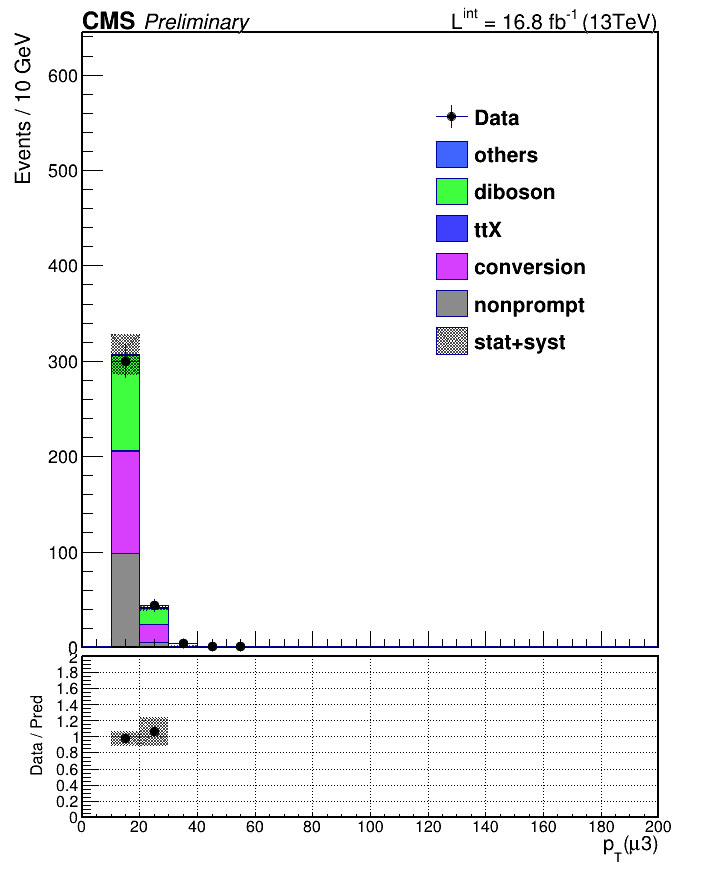 CMS Preliminary
L^int = 16.8 fb^-1 (13TeV)
Events / 10 GeV
600
500
400
300
200
100
0
Data
others
diboson
ttX
conversion
nonprompt
stat+syst
Data / Pred
2
1.8
1.6
1.4
1.2
1
0.8
0.6
0.4
0.2
0
0 20 40 60 80 100 120 140 160 180 200
p_T(μ3)